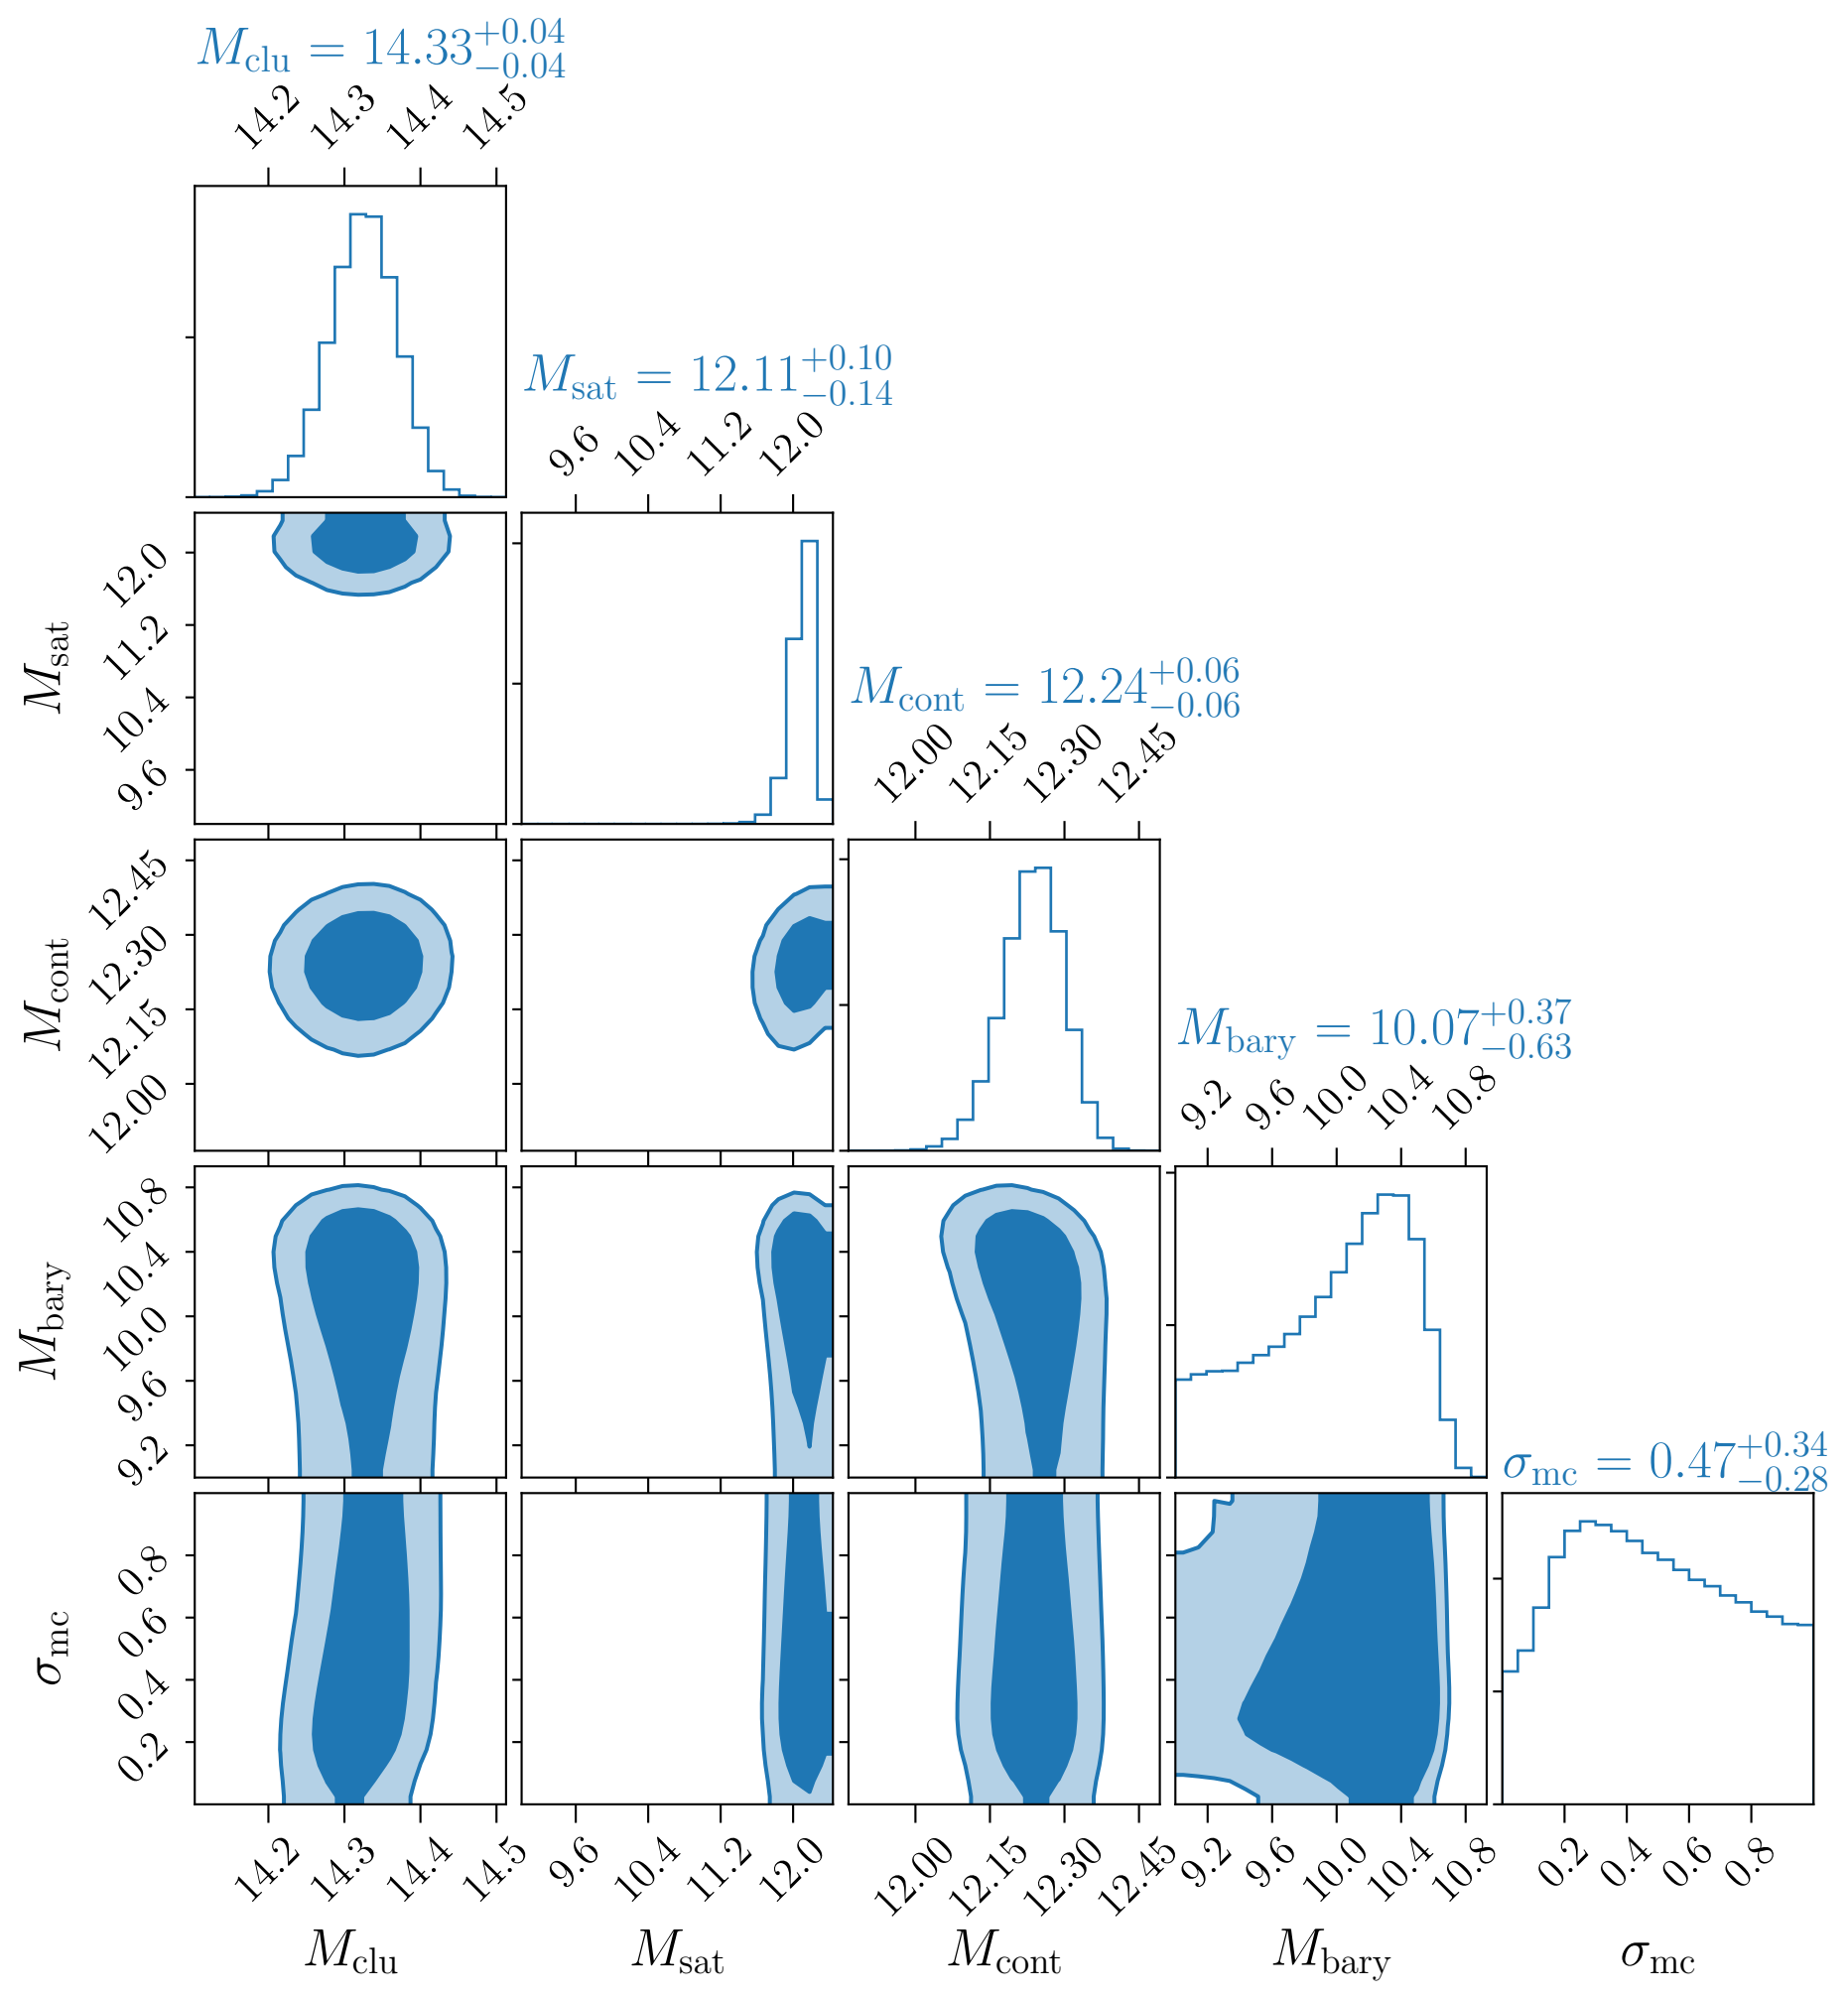 M_clu = 14.33^{+0.04}_{−0.04}
14.2 14.3 14.4 14.5
M_sat = 12.11^{+0.10}_{−0.14}
9.6 10.4 11.2 12.0
12.0
11.2
10.4
9.6
M_sat
M_cont = 12.24^{+0.06}_{−0.06}
12.00 12.15 12.30 12.45
12.45
12.30
12.15
12.00
M_cont
M_bary = 10.07^{+0.37}_{−0.63}
9.2 9.6 10.0 10.4 10.8
10.8
10.4
10.0
9.6
9.2
M_bary
σ_mc = 0.47^{+0.34}_{−0.28}
0.8
0.6
0.4
0.2
σ_mc
14.2 14.3 14.4 14.5 9.6 10.4 11.2 12.0 12.00 12.15 12.30 12.45 9.2 9.6 10.0 10.4 10.8 0.2 0.4 0.6 0.8
M_clu M_sat M_cont M_bary σ_mc